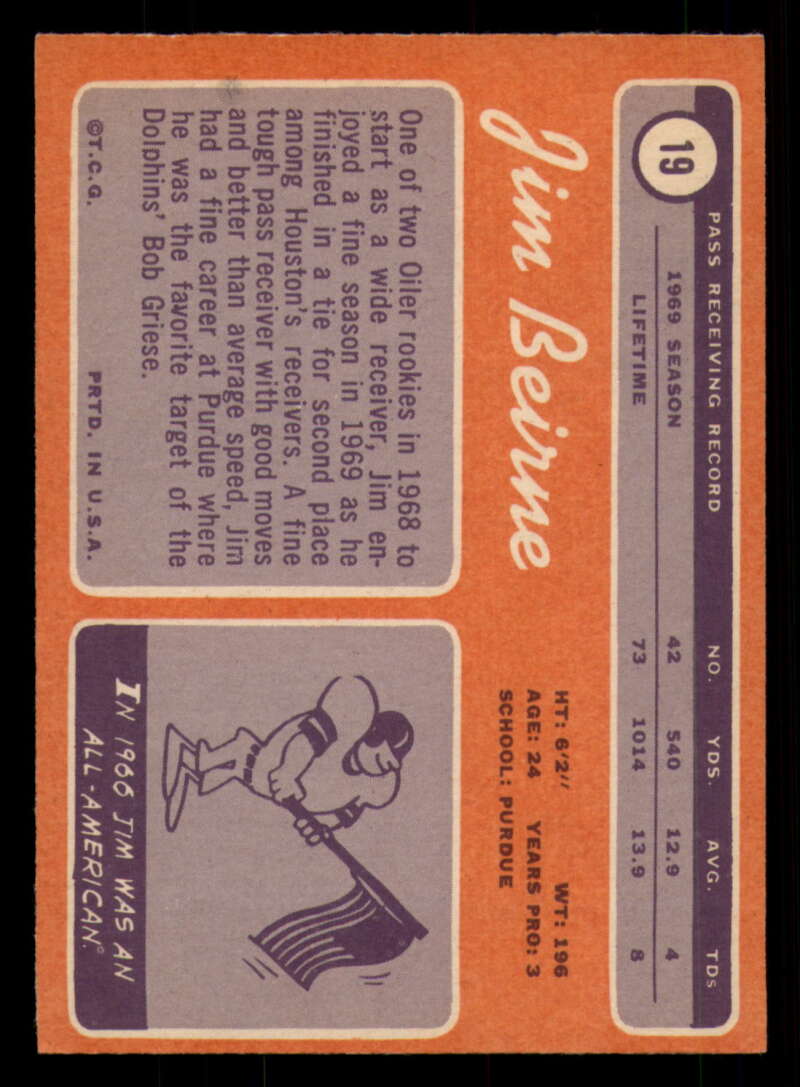 19
PASS RECEIVING RECORD NO. YDS. AVG. TDs
1969 SEASON 42 540 12.9 4
LIFETIME 73 1014 13.9 8
Jim Beirne
HT: 6'2" WT: 196
AGE: 24 YEARS PRO: 3
SCHOOL: PURDUE
One of two Oiler rookies in 1968 to
start as a wide receiver, Jim en-
joyed a fine season in 1969 as he
finished in a tie for second place
among Houston's receivers. A fine
tough pass receiver with good moves
and better than average speed, Jim
had a fine career at Purdue where
he was the favorite target of the
Dolphins' Bob Griese.
©T.C.G. PRTD. IN U.S.A.
IN 1966 JIM WAS AN
ALL-AMERICAN.